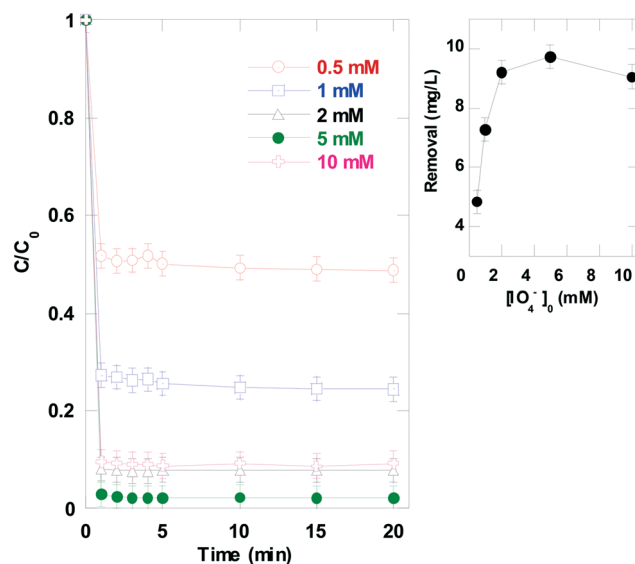 1
0.8
0.6
0.4
0.2
0
C/C0
0 5 10 15 20
Time (min)
0.5 mM
1 mM
2 mM
5 mM
10 mM
10
8
6
4
Removal (mg/L)
0 2 4 6 8 10
[IO4-]0 (mM)